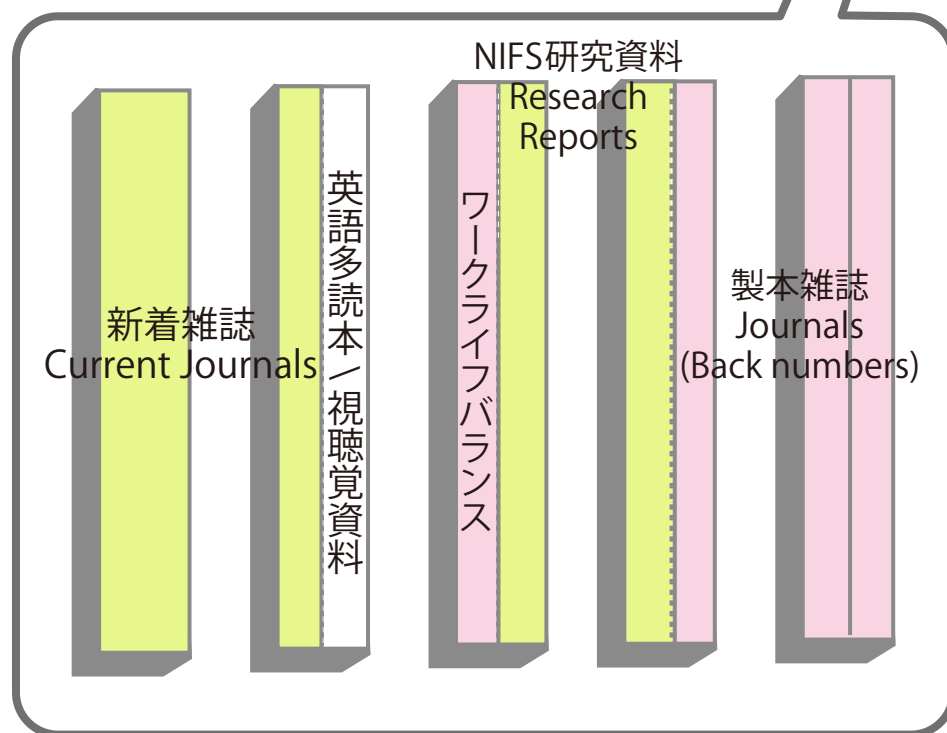 NIFS研究資料
Research
Reports
新着雑誌
Current Journals
英語多読本/視聴覚資料
ワークライフバランス
製本雑誌
Journals
(Back numbers)